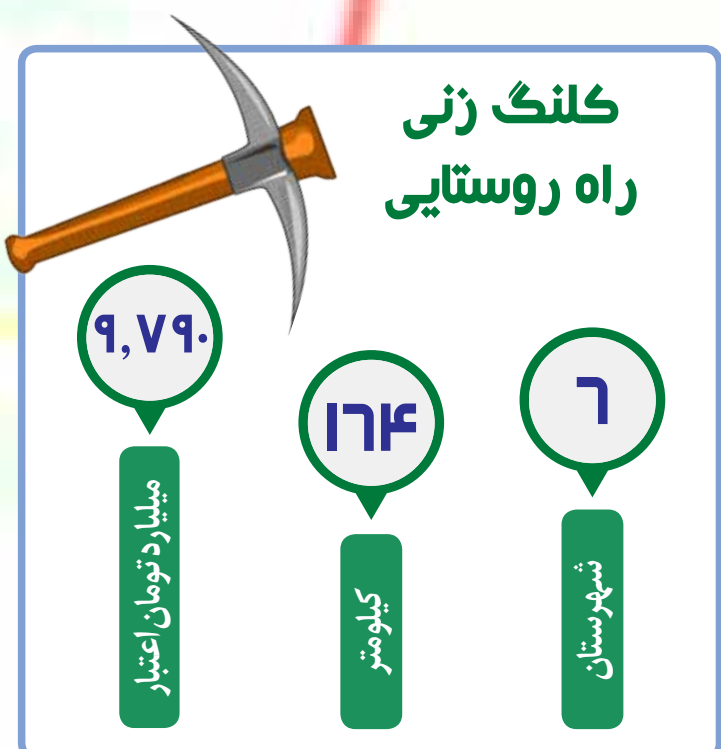 کلنگ زنی
راه روستایی
۶
شهرستان
۱۶۴
کیلومتر
۹,۷۹۰
میلیارد تومان اعتبار